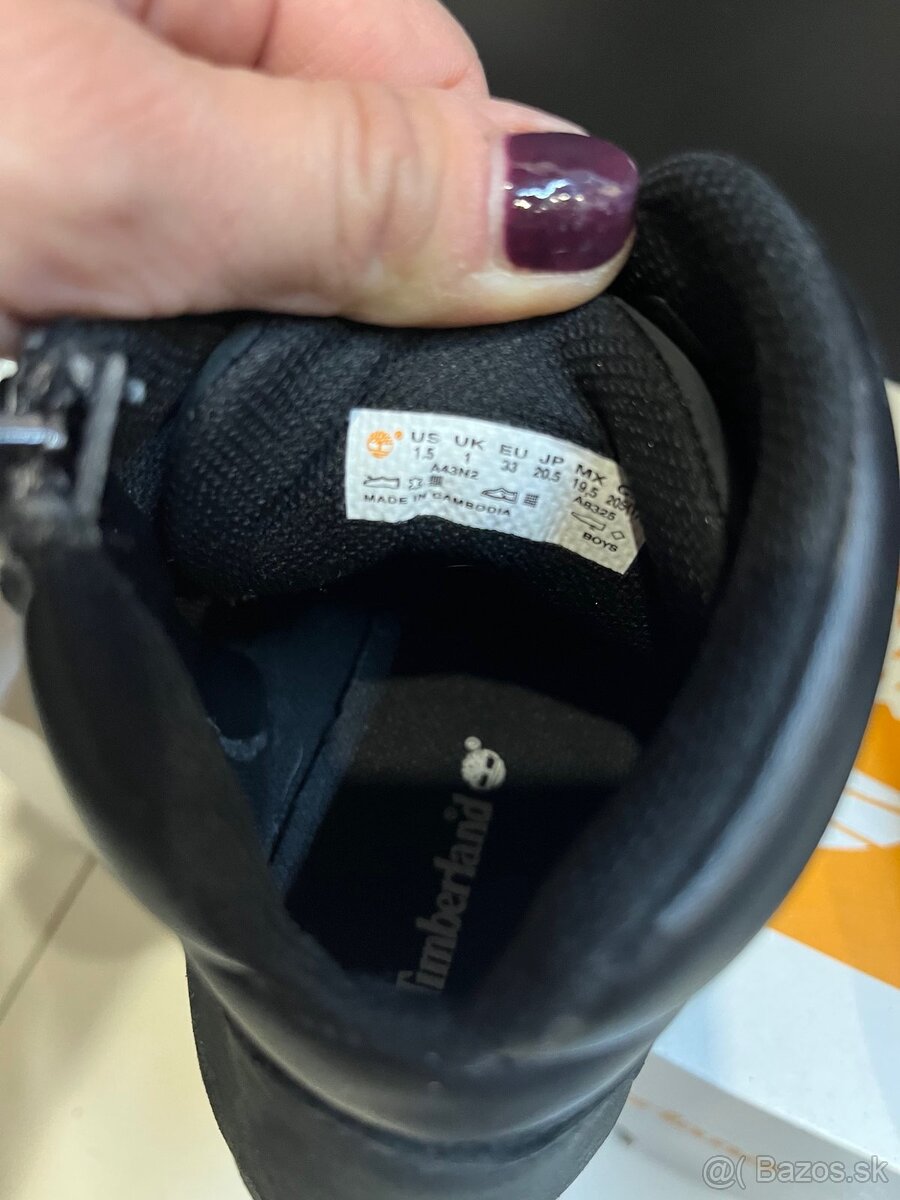 US UK EU JP MX
1.5 1 33 20.5 19.5
A43N2 A8325
MADE IN CAMBODIA
BOYS
Timberland
@( Bazos.sk